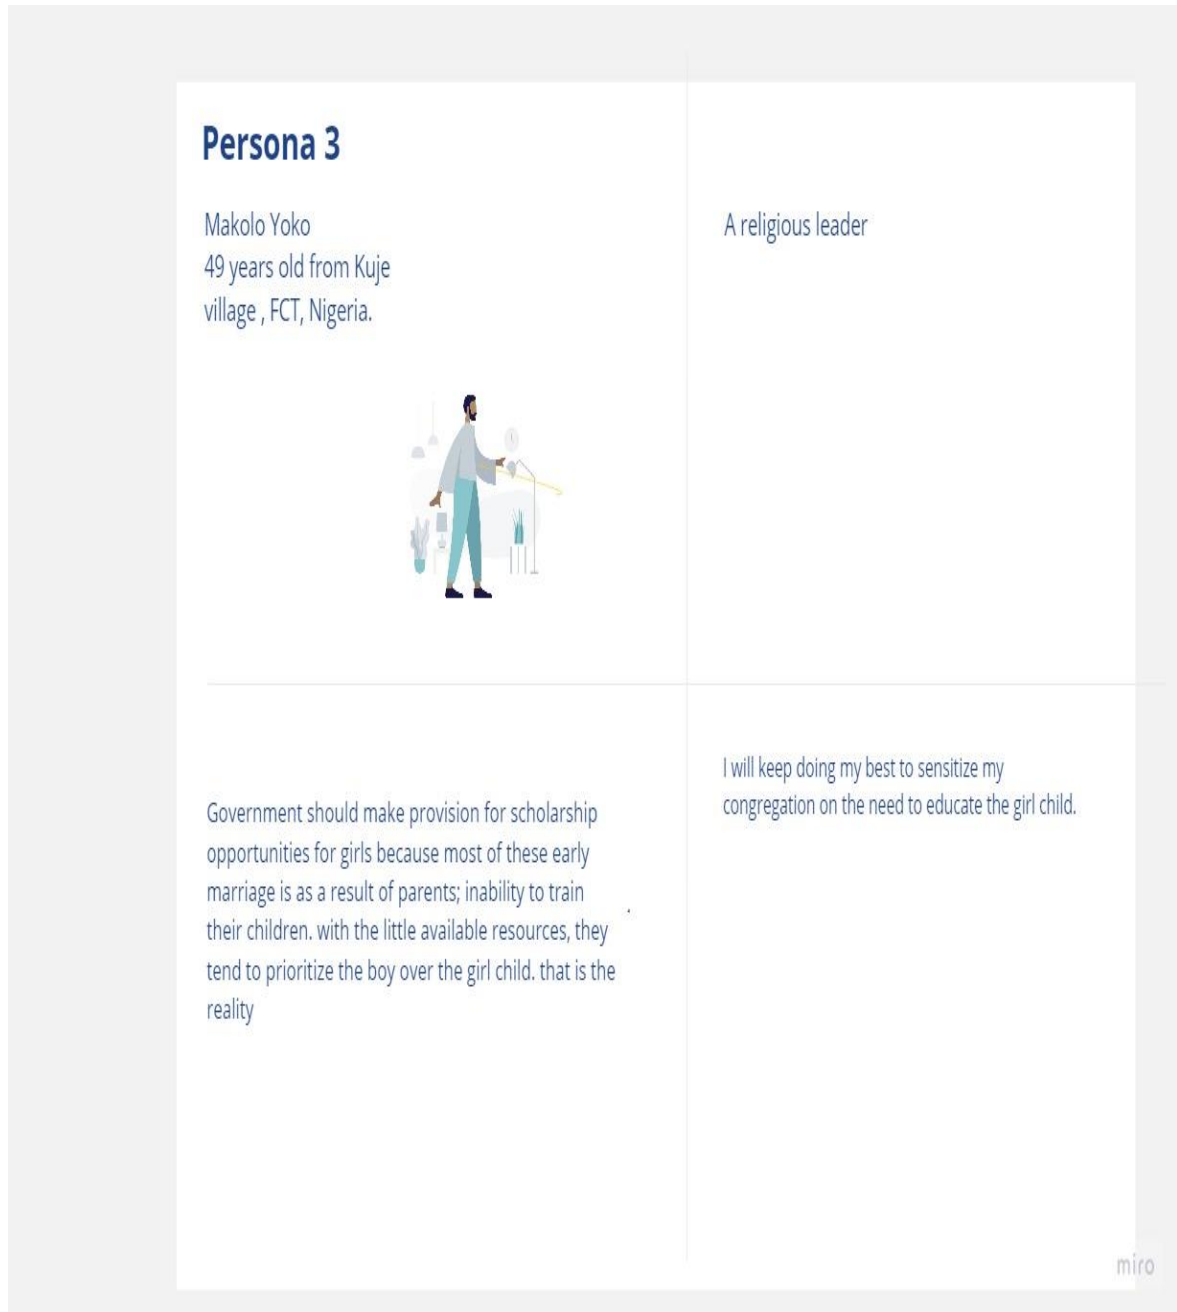 Persona 3
Makolo Yoko
49 years old from Kuje
village , FCT, Nigeria.
A religious leader
Government should make provision for scholarship
opportunities for girls because most of these early
marriage is as a result of parents; inability to train
their children. with the little available resources, they
tend to prioritize the boy over the girl child. that is the
reality
I will keep doing my best to sensitize my
congregation on the need to educate the girl child.
miro